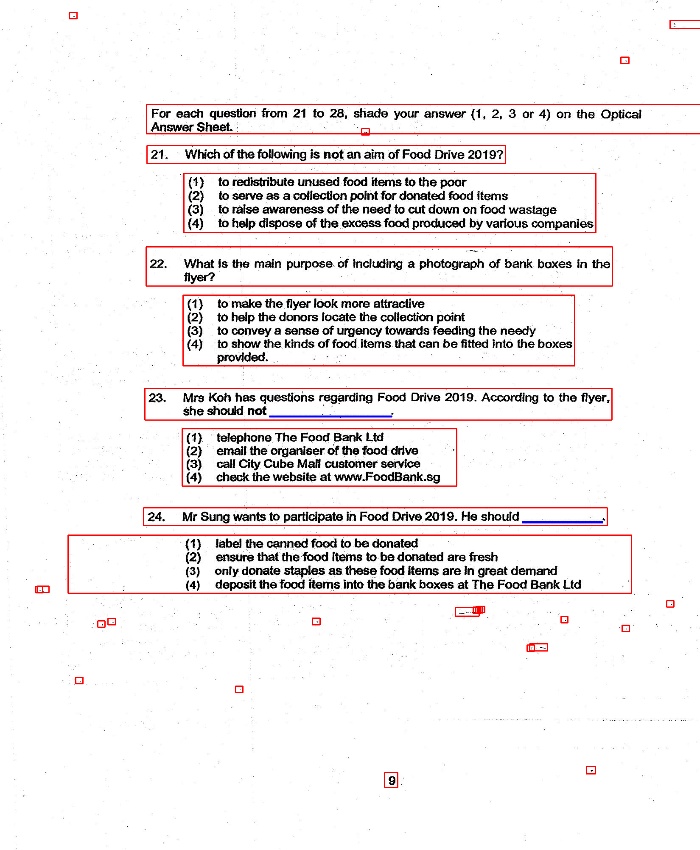 For each question from 21 to 28, shade your answer (1, 2, 3 or 4) on the Optical
Answer Sheet.
21. Which of the following is not an aim of Food Drive 2019?
(1) to redistribute unused food items to the poor
(2) to serve as a collection point for donated food items
(3) to raise awareness of the need to cut down on food wastage
(4) to help dispose of the excess food produced by various companies
22. What is the main purpose of including a photograph of bank boxes in the
flyer?
(1) to make the flyer look more attractive
(2) to help the donors locate the collection point
(3) to convey a sense of urgency towards feeding the needy
(4) to show the kinds of food items that can be fitted into the boxes
provided.
23. Mrs Koh has questions regarding Food Drive 2019. According to the flyer,
she should not ____________.
(1) telephone The Food Bank Ltd
(2) email the organiser of the food drive
(3) call City Cube Mall customer service
(4) check the website at www.FoodBank.sg
24. Mr Sung wants to participate in Food Drive 2019. He should ________.
(1) label the canned food to be donated
(2) ensure that the food items to be donated are fresh
(3) only donate staples as these food items are in great demand
(4) deposit the food items into the bank boxes at The Food Bank Ltd
9